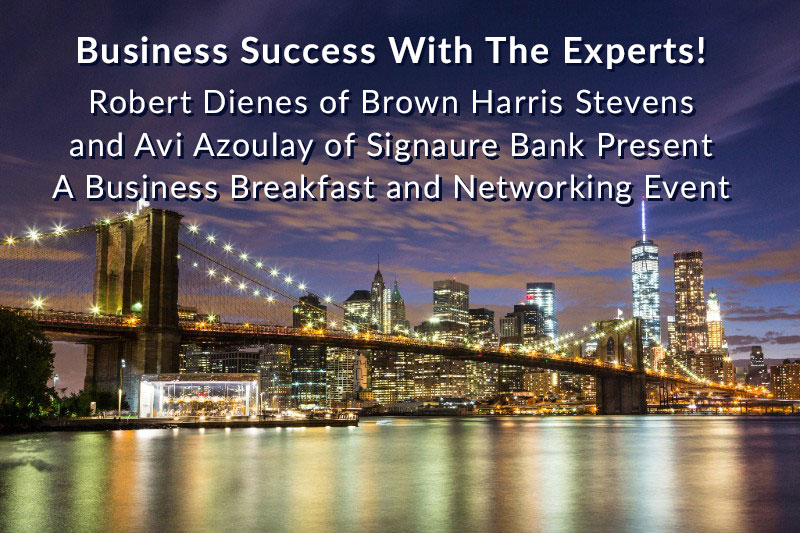 Business Success With The Experts!
Robert Dienes of Brown Harris Stevens
and Avi Azoulay of Signaure Bank Present
A Business Breakfast and Networking Event